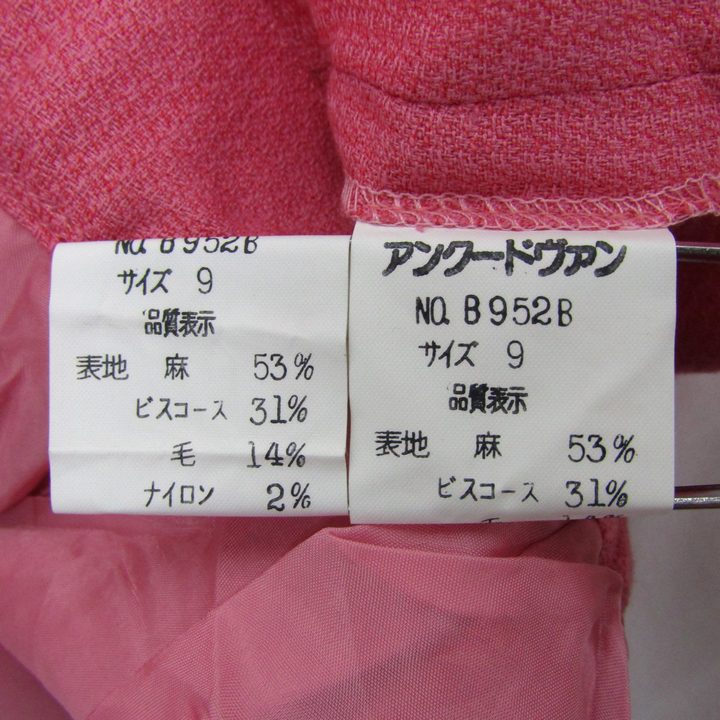 NO. B952B
サイズ 9
品質表示
表地 麻 53%
ビスコース 31%
毛 14%
ナイロン 2%
アンクードヴァン
NO. B952B
サイズ 9
品質表示
表地 麻 53%
ビスコース 31%